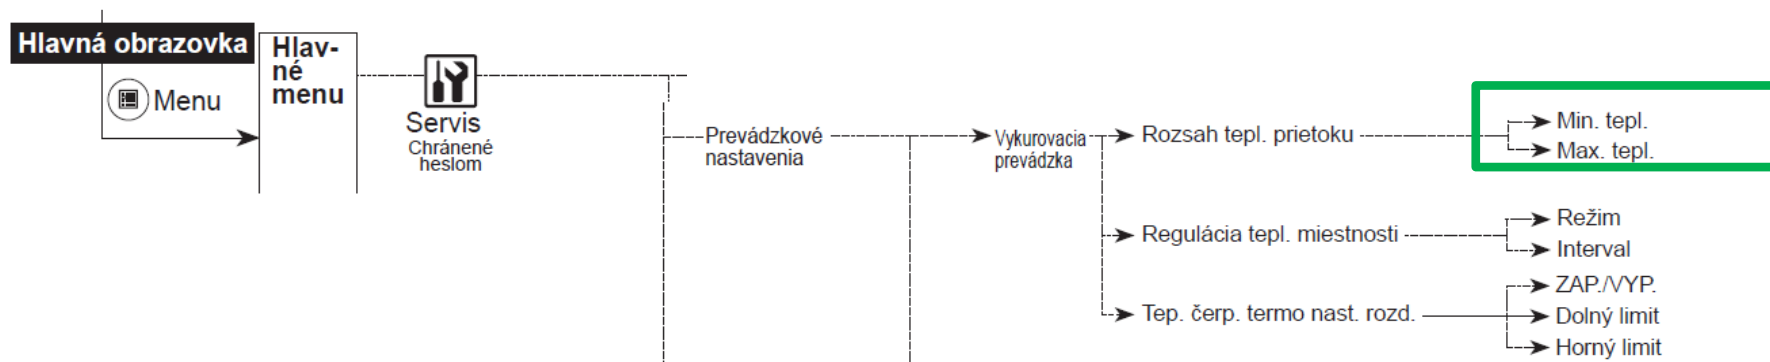 Hlavná obrazovka
Menu
Hlav-
né
menu
Servis
Chránené
heslom
Prevádzkové
nastavenia
Vykurovacia
prevádzka
Rozsah tepl. prietoku
Min. tepl.
Max. tepl.
Regulácia tepl. miestnosti
Režim
Interval
Tep. čerp. termo nast. rozd.
ZAP./VYP.
Dolný limit
Horný limit